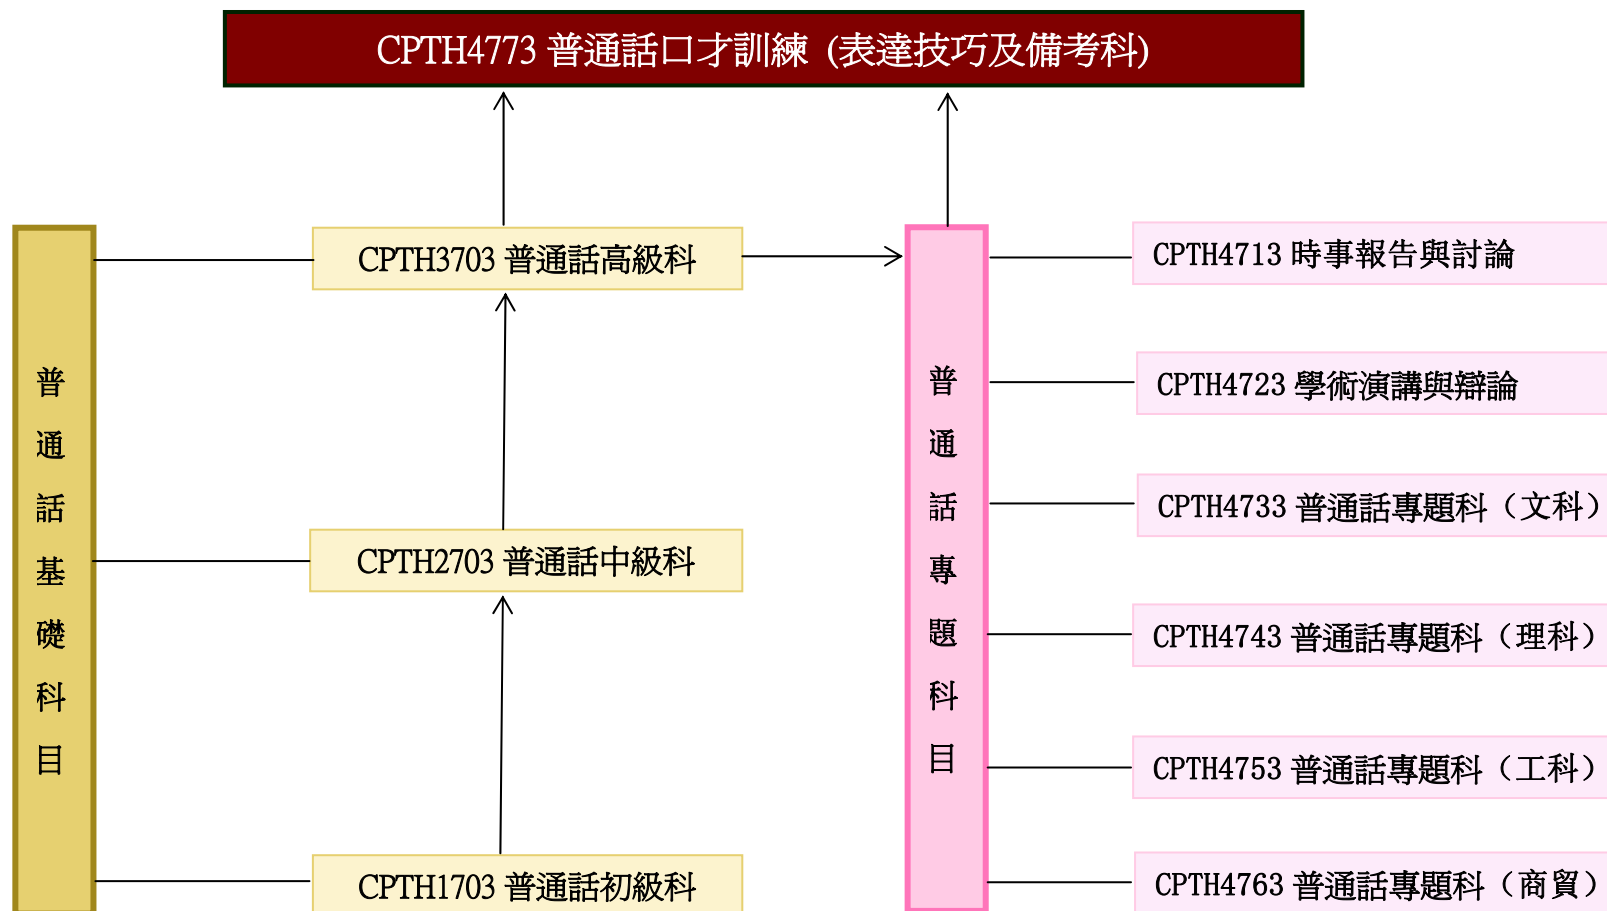 CPTH4773 普通話口才訓練 (表達技巧及備考科)
普通話基礎科目
CPTH3703 普通話高級科
CPTH2703 普通話中級科
CPTH1703 普通話初級科
普通話專題科目
CPTH4713 時事報告與討論
CPTH4723 學術演講與辯論
CPTH4733 普通話專題科（文科）
CPTH4743 普通話專題科（理科）
CPTH4753 普通話專題科（工科）
CPTH4763 普通話專題科（商貿）